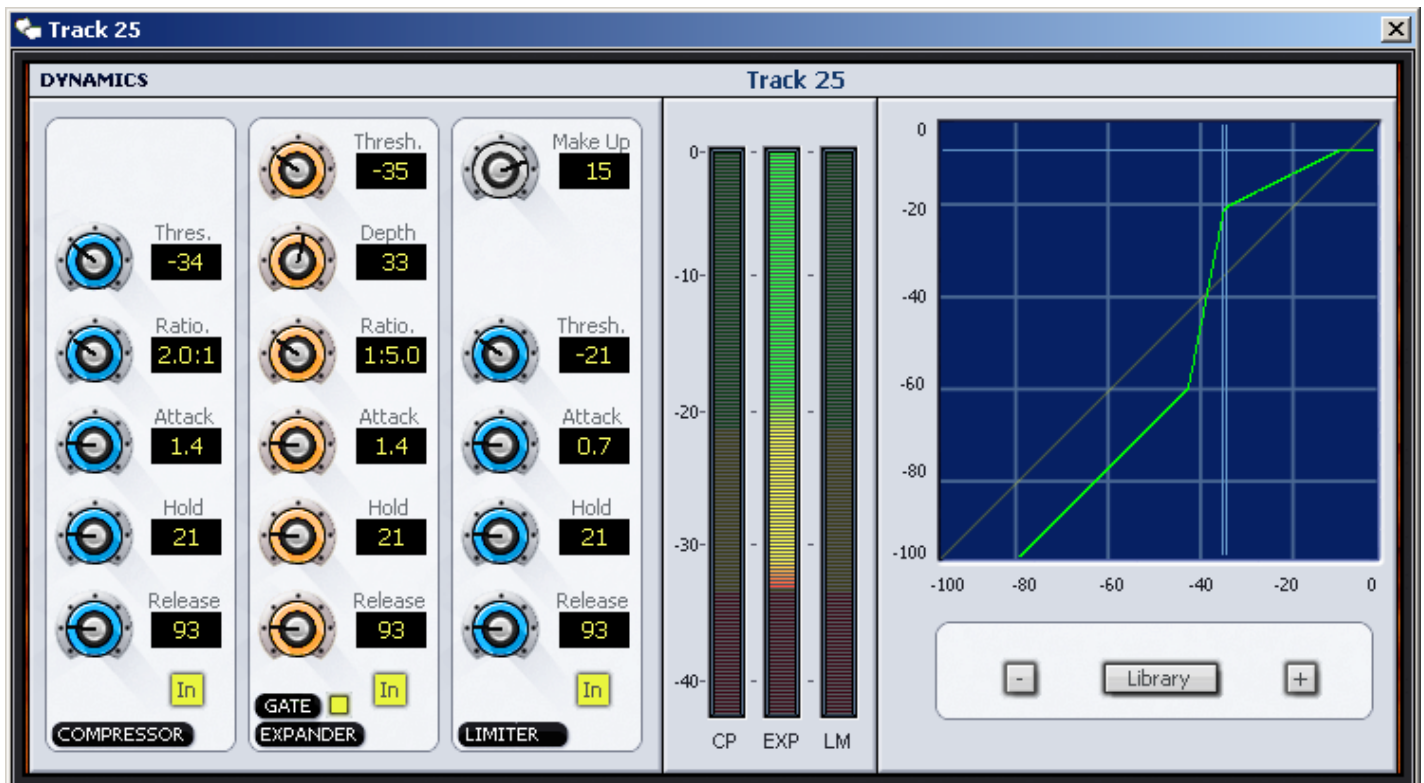 Track 25
DYNAMICS
Track 25
Thres.
-34
Ratio.
2.0:1
Attack
1.4
Hold
21
Release
93
In
COMPRESSOR
Thresh.
-35
Depth
33
Ratio.
1:5.0
Attack
1.4
Hold
21
Release
93
In
GATE
EXPANDER
Make Up
15
Thresh.
-21
Attack
0.7
Hold
21
Release
93
In
LIMITER
0-
-10-
-20-
-30-
-40-
CP EXP LM
0
-20
-40
-60
-80
-100
-100 -80 -60 -40 -20 0
- Library +